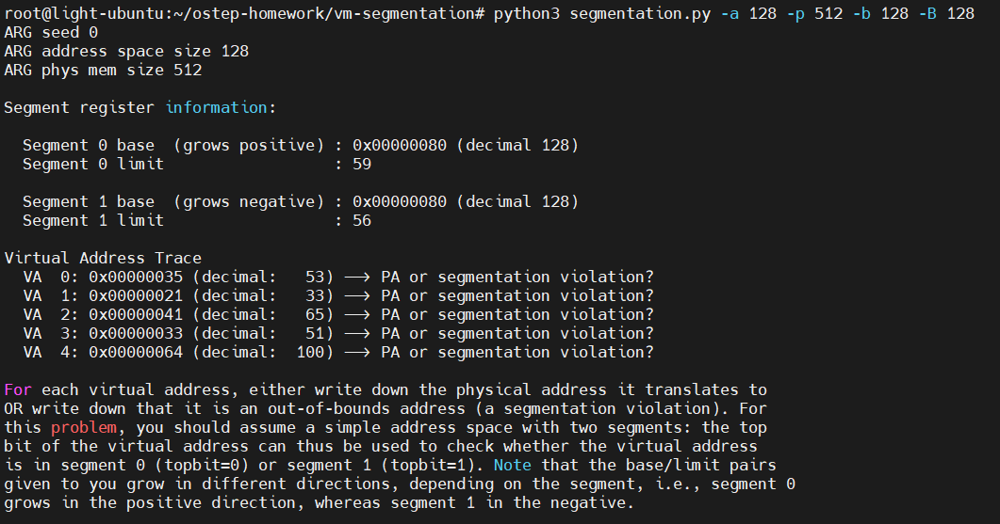 root@light-ubuntu:~/ostep-homework/vm-segmentation# python3 segmentation.py -a 128 -p 512 -b 128 -B 128
ARG seed 0
ARG address space size 128
ARG phys mem size 512
Segment register information:
Segment 0 base  (grows positive) : 0x00000080 (decimal 128)
Segment 0 limit                  : 59
Segment 1 base  (grows negative) : 0x00000080 (decimal 128)
Segment 1 limit                  : 56
Virtual Address Trace
VA  0: 0x00000035 (decimal:   53) --> PA or segmentation violation?
VA  1: 0x00000021 (decimal:   33) --> PA or segmentation violation?
VA  2: 0x00000041 (decimal:   65) --> PA or segmentation violation?
VA  3: 0x00000033 (decimal:   51) --> PA or segmentation violation?
VA  4: 0x00000064 (decimal:  100) --> PA or segmentation violation?
For each virtual address, either write down the physical address it translates to
OR write down that it is an out-of-bounds address (a segmentation violation). For
this problem, you should assume a simple address space with two segments: the top
bit of the virtual address can thus be used to check whether the virtual address
is in segment 0 (topbit=0) or segment 1 (topbit=1). Note that the base/limit pairs
given to you grow in different directions, depending on the segment, i.e., segment 0
grows in the positive direction, whereas segment 1 in the negative.